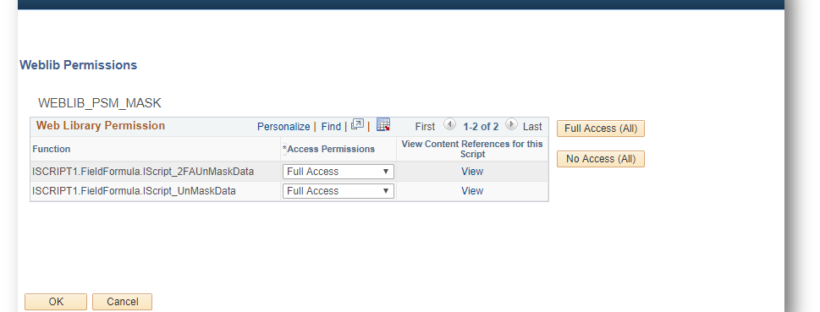 Weblib Permissions
WEBLIB_PSM_MASK
Web Library Permission Personalize | Find | | First 1-2 of 2 Last
Full Access (All)
Function *Access Permissions View Content References for this Script
No Access (All)
ISCRIPT1.FieldFormula.IScript_2FAUnMaskData Full Access View
ISCRIPT1.FieldFormula.IScript_UnMaskData Full Access View
OK Cancel